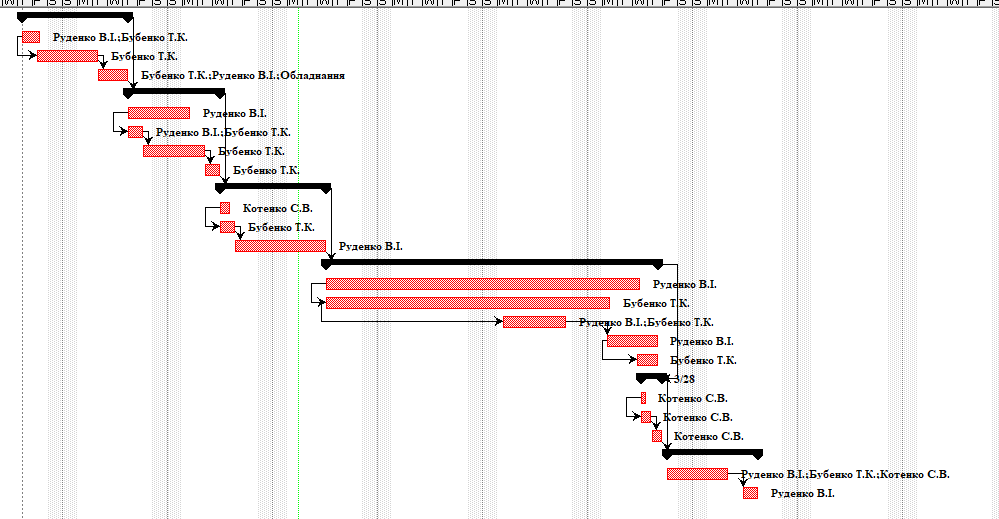 Руденко В.І.;Бубенко Т.К.
Бубенко Т.К.
Бубенко Т.К.;Руденко В.І.;Обладнання
Руденко В.І.
Руденко В.І.;Бубенко Т.К.
Бубенко Т.К.
Бубенко Т.К.
Котенко С.В.
Бубенко Т.К.
Руденко В.І.
Руденко В.І.
Бубенко Т.К.
Руденко В.І.;Бубенко Т.К.
Руденко В.І.
Бубенко Т.К.
3/28
Котенко С.В.
Котенко С.В.
Котенко С.В.
Руденко В.І.;Бубенко Т.К.;Котенко С.В.
Руденко В.І.